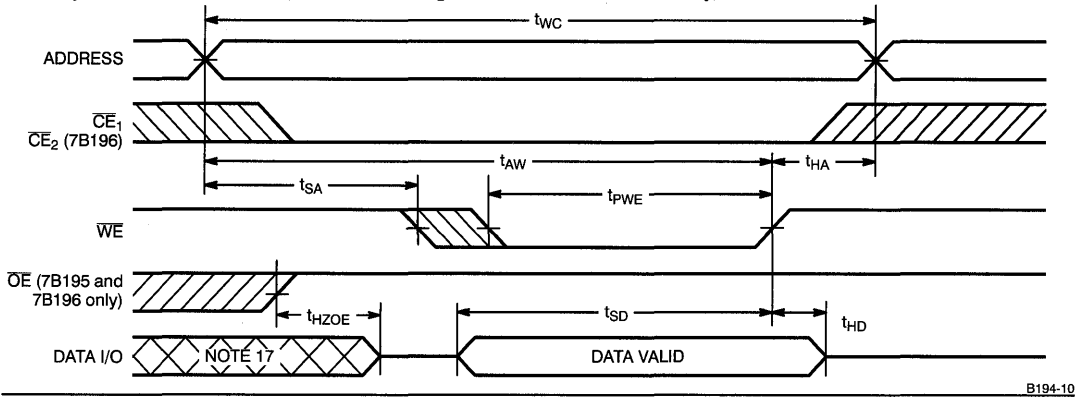 tWC
ADDRESS
CE1
CE2 (7B196)
tAW
tHA
tSA
tPWE
WE
OE (7B195 and
7B196 only)
tHZOE
tSD
tHD
DATA I/O
NOTE 17
DATA VALID
B194-10